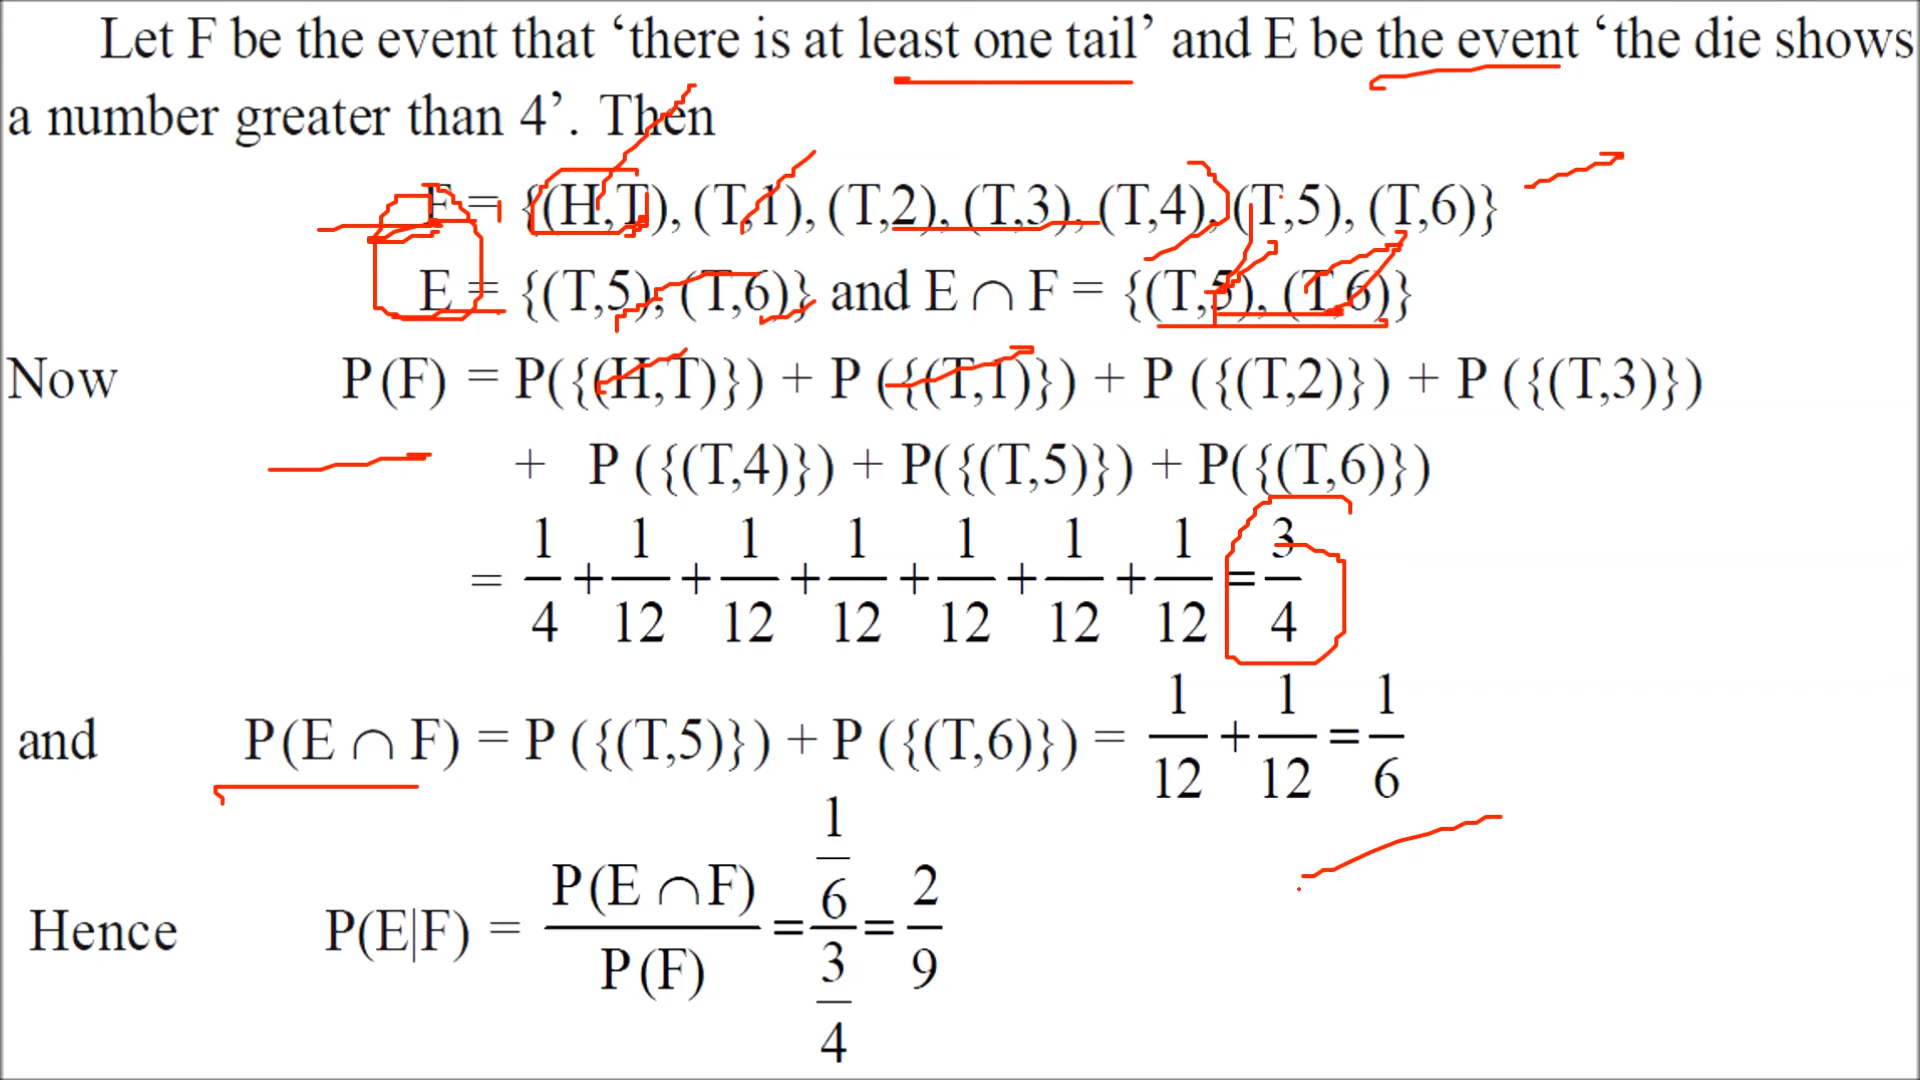 Let F be the event that ‘there is at least one tail’ and E be the event ‘the die shows
a number greater than 4’. Then
F = {(H,T), (T,1), (T,2), (T,3), (T,4), (T,5), (T,6)}
E = {(T,5), (T,6)} and E ∩ F = {(T,5), (T,6)}
Now P(F) = P({(H,T)}) + P ({(T,1)}) + P ({(T,2)}) + P ({(T,3)})
+ P ({(T,4)}) + P({(T,5)}) + P({(T,6)})
= 1/4 + 1/12 + 1/12 + 1/12 + 1/12 + 1/12 + 1/12 = 3/4
and P(E ∩ F) = P ({(T,5)}) + P ({(T,6)}) = 1/12 + 1/12 = 1/6
Hence P(E|F) = P(E ∩ F)/P(F) = (1/6)/(3/4) = 2/9